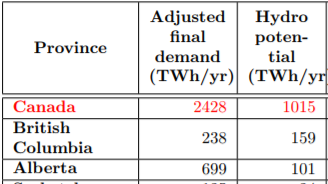 Adjusted Hydro
final poten-
Province demand tial
(TWh/yr) (TWh/yr
Canada 2428 1015
British
Columbia 238 159
Alberta 699 101